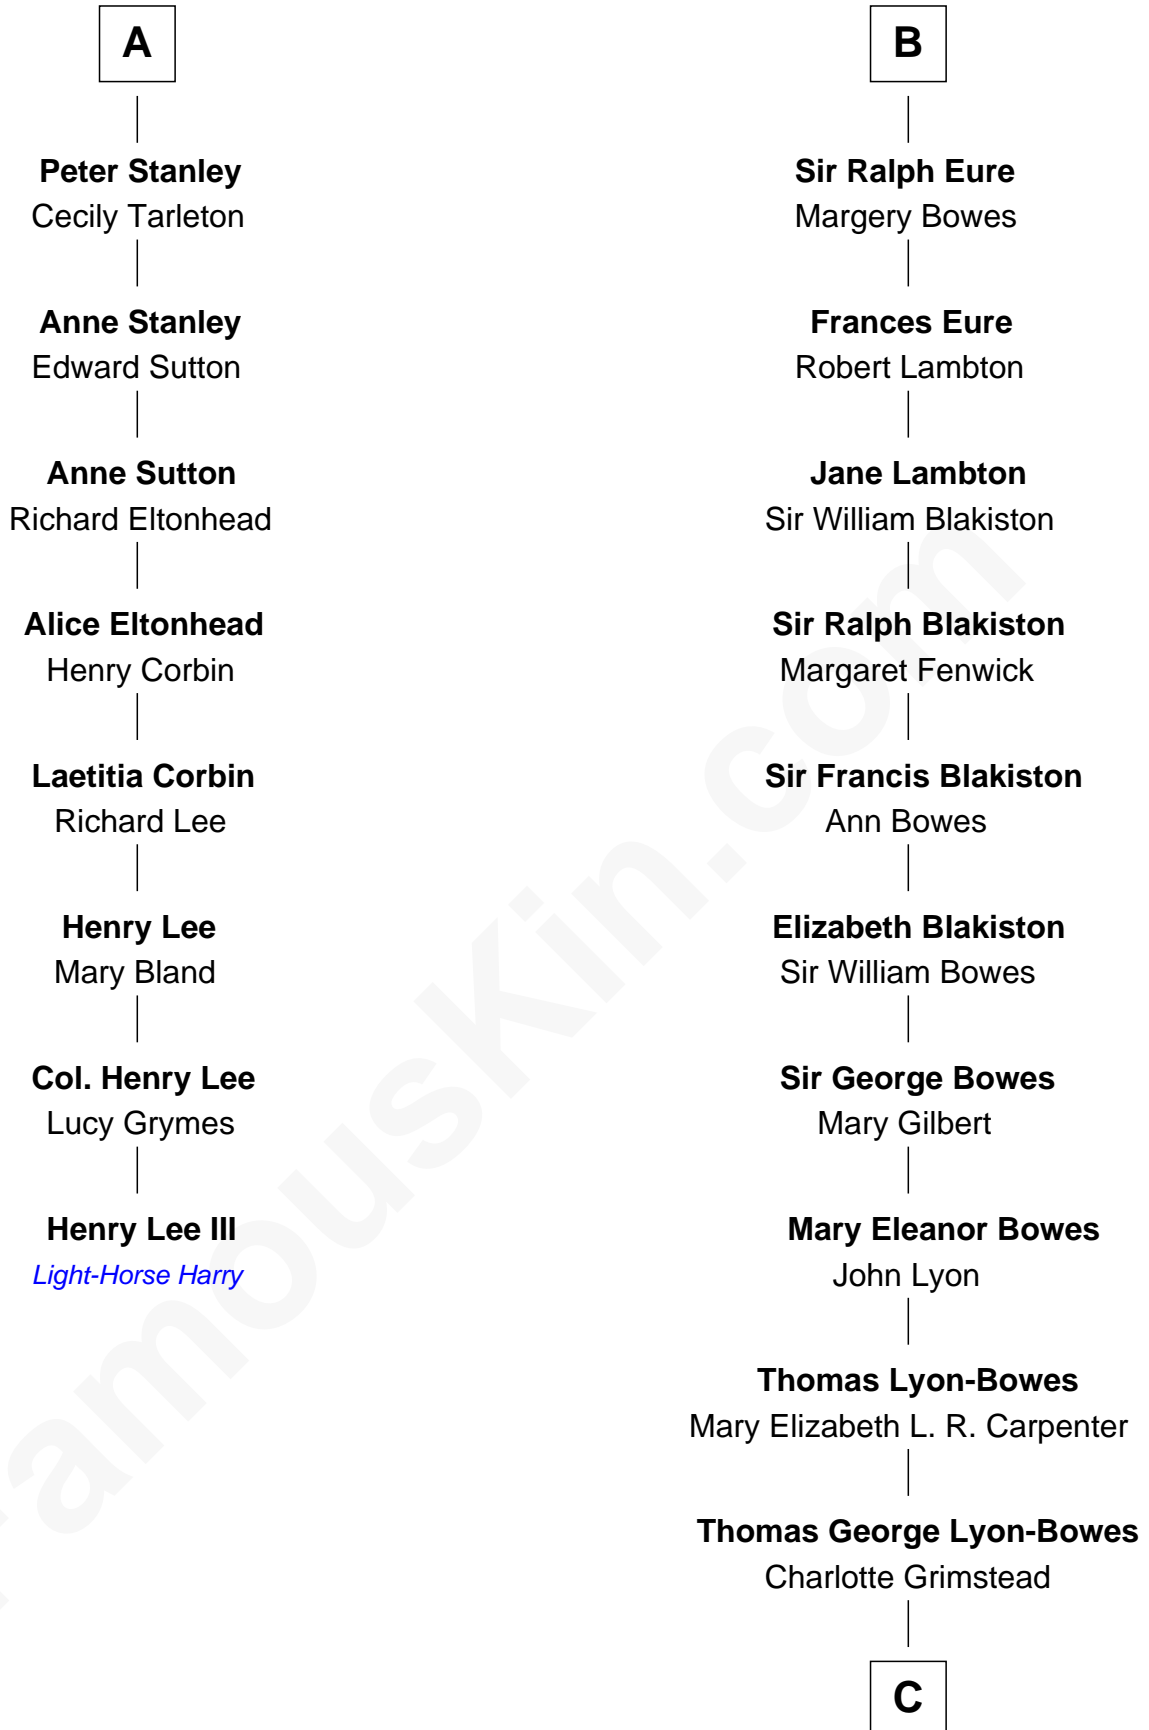 A
Peter Stanley
Cecily Tarleton
Anne Stanley
Edward Sutton
Anne Sutton
Richard Eltonhead
Alice Eltonhead
Henry Corbin
Laetitia Corbin
Richard Lee
Henry Lee
Mary Bland
Col. Henry Lee
Lucy Grymes
Henry Lee III
Light-Horse Harry
B
Sir Ralph Eure
Margery Bowes
Frances Eure
Robert Lambton
Jane Lambton
Sir William Blakiston
Sir Ralph Blakiston
Margaret Fenwick
Sir Francis Blakiston
Ann Bowes
Elizabeth Blakiston
Sir William Bowes
Sir George Bowes
Mary Gilbert
Mary Eleanor Bowes
John Lyon
Thomas Lyon-Bowes
Mary Elizabeth L. R. Carpenter
Thomas George Lyon-Bowes
Charlotte Grimstead
C
FamousKin.com